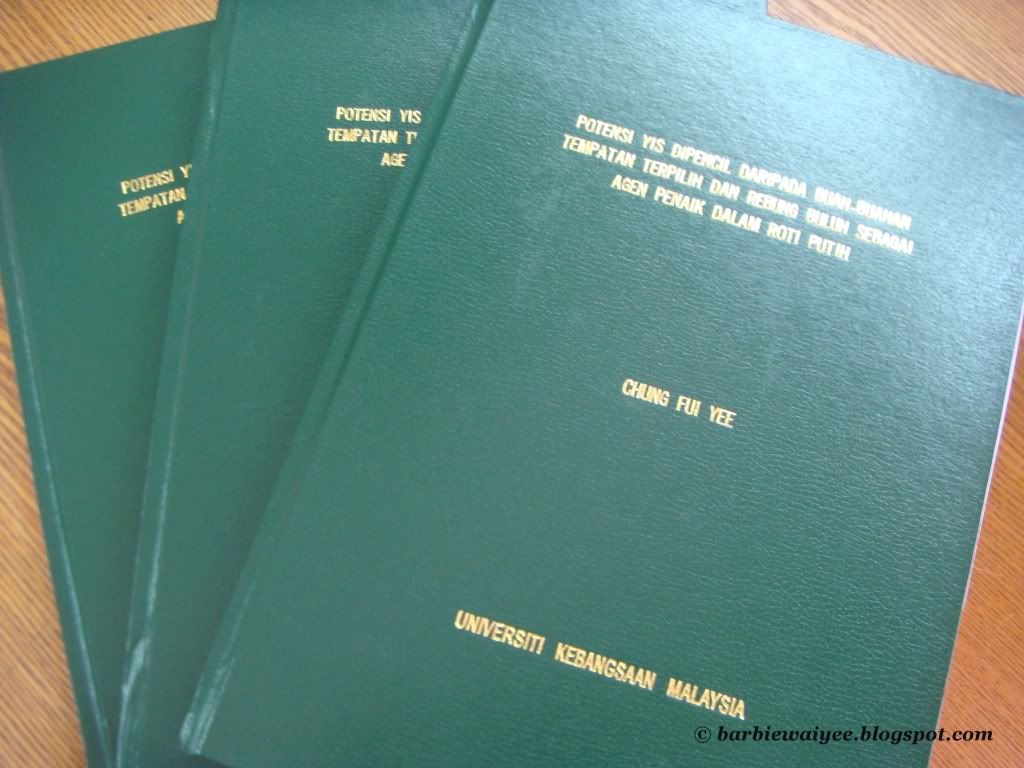 POTENSI YIS
TEMPATAN
A
POTENSI YIS
TEMPATAN T
AGE
POTENSI YIS DIPENCIL DARIPADA BUAH-BUAHAN
TEMPATAN TERPILIH DAN REBUNG BULUH SEBAGAI
AGEN PENAIK DALAM ROTI PUTIH
CHUNG FUI YEE
UNIVERSITI KEBANGSAAN MALAYSIA
© barbiewaiyee.blogspot.com